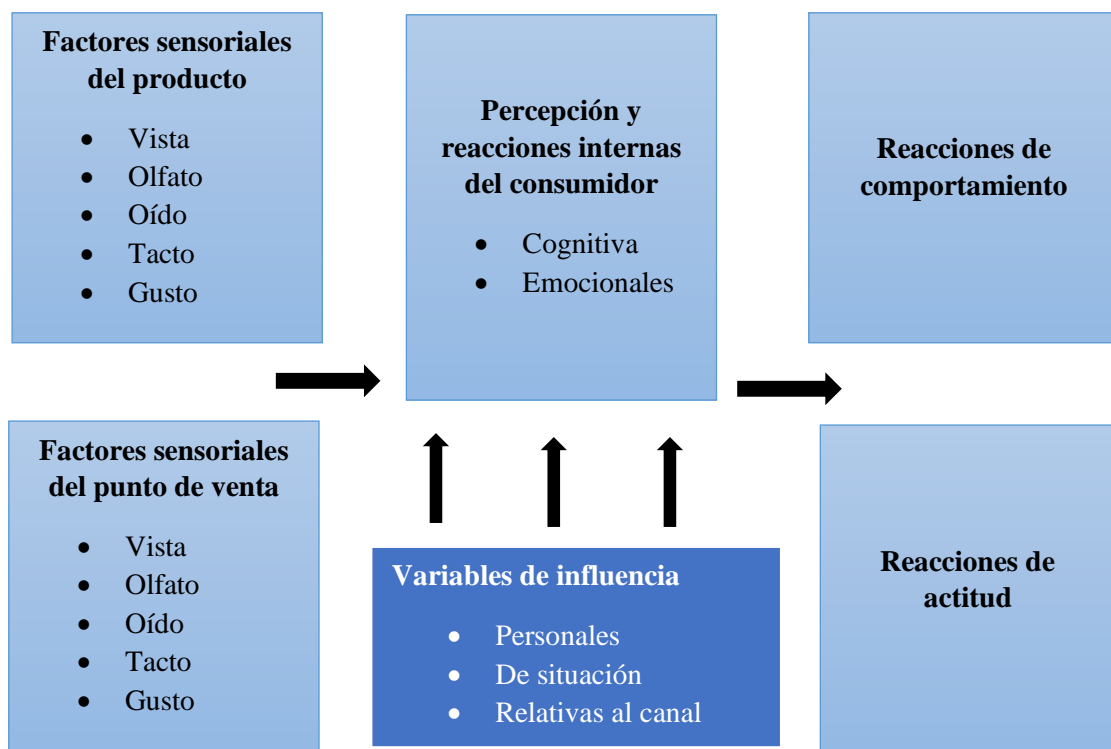 Factores sensoriales
del producto
• Vista
• Olfato
• Oído
• Tacto
• Gusto
Factores sensoriales
del punto de venta
• Vista
• Olfato
• Oído
• Tacto
• Gusto
Percepción y
reacciones internas
del consumidor
• Cognitiva
• Emocionales
Variables de influencia
• Personales
• De situación
• Relativas al canal
Reacciones de
comportamiento
Reacciones de
actitud